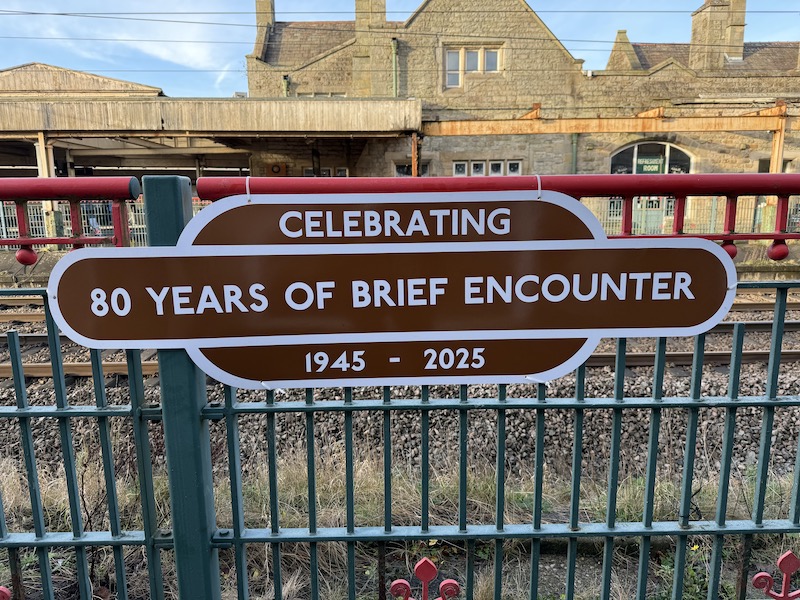 REFRESHMENT
ROOM
CELEBRATING
80 YEARS OF BRIEF ENCOUNTER
1945 - 2025